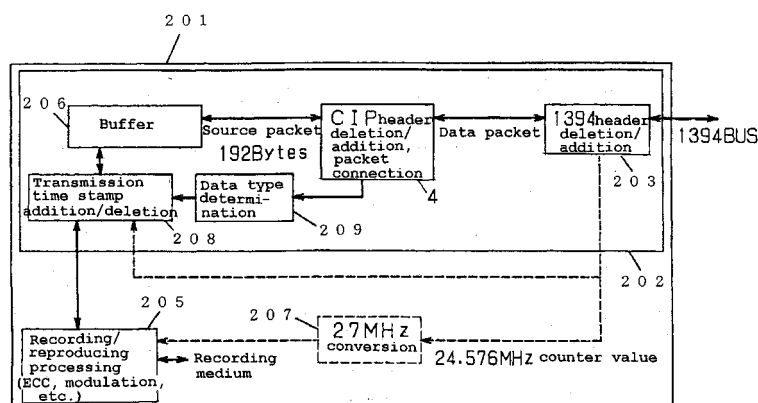 201
206
Buffer
Source packet
192Bytes
CIPheader
deletion/
addition,
packet
connection
4
Data packet
1394header
deletion/
addition
203
1394BUS
Transmission
time stamp
addition/deletion
208
Data type
determi-
nation
209
202
205
Recording/
reproducing
processing
(ECC, modulation,
etc.)
Recording
medium
207
27MHz
conversion
24.576MHz counter value